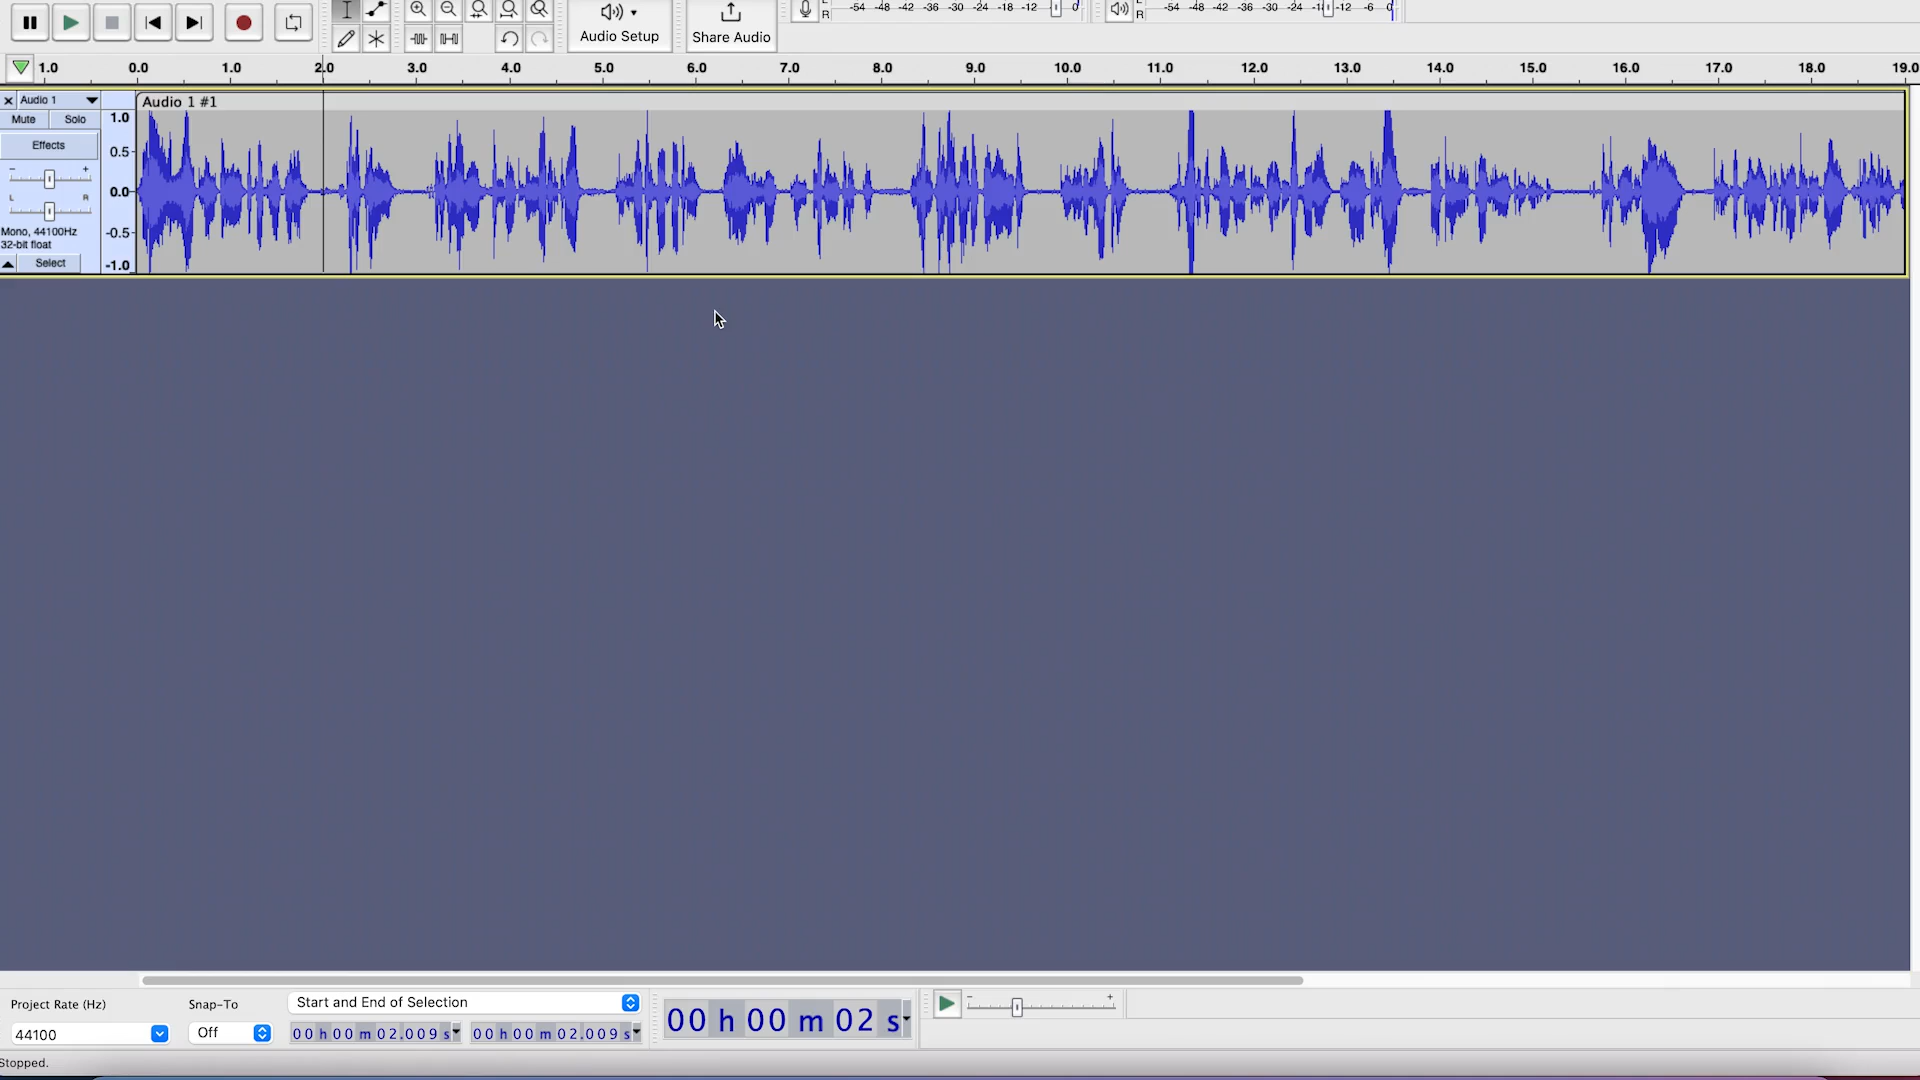 Audio Setup
Share Audio
L
R
-54 -48 -42 -36 -30 -24 -18 -12 0
L
R
-54 -48 -42 -36 -30 -24 -18 -12 -6 0
1.0 0.0 1.0 2.0 3.0 4.0 5.0 6.0 7.0 8.0 9.0 10.0 11.0 12.0 13.0 14.0 15.0 16.0 17.0 18.0 19.0
Audio 1
Audio 1 #1
Mute Solo
Effects
- +
L R
Mono, 44100Hz
32-bit float
Select
1.0
0.5
0.0
-0.5
-1.0
Project Rate (Hz)
44100
Snap-To
Off
Start and End of Selection
00 h 00 m 02.009 s
00 h 00 m 02.009 s
00 h 00 m 02 s
- +
Stopped.